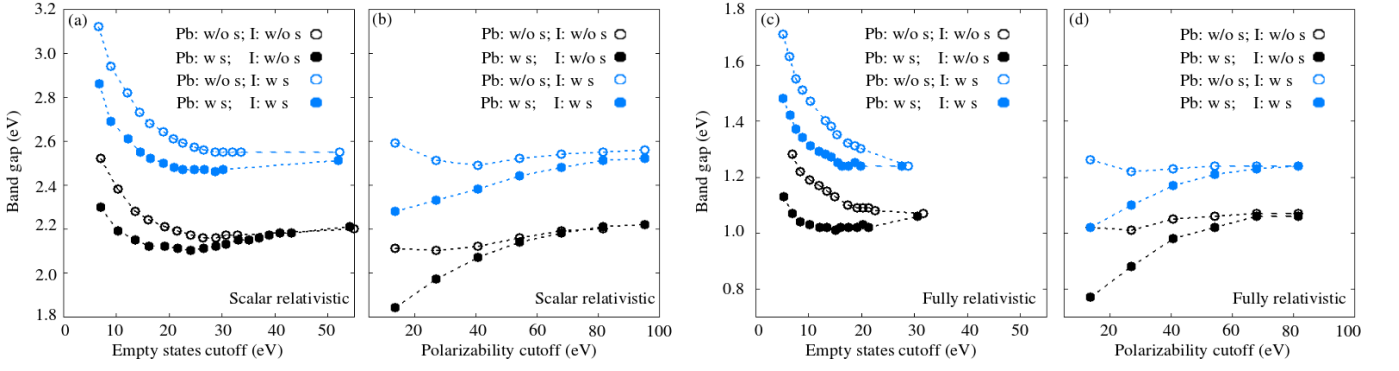 (a)
Pb: w/o s; I: w/o s
Pb: w s; I: w/o s
Pb: w/o s; I: w s
Pb: w s; I: w s
Scalar relativistic
Band gap (eV)
3.2
3.0
2.8
2.6
2.4
2.2
2.0
1.8
0 10 20 30 40 50
Empty states cutoff (eV)
(b)
Pb: w/o s; I: w/o s
Pb: w s; I: w/o s
Pb: w/o s; I: w s
Pb: w s; I: w s
Scalar relativistic
20 40 60 80 100
Polarizability cutoff (eV)
(c)
Pb: w/o s; I: w/o s
Pb: w s; I: w/o s
Pb: w/o s; I: w s
Pb: w s; I: w s
Fully relativistic
Band gap (eV)
1.8
1.6
1.4
1.2
1.0
0.8
0 10 20 30 40 50
Empty states cutoff (eV)
(d)
Pb: w/o s; I: w/o s
Pb: w s; I: w/o s
Pb: w/o s; I: w s
Pb: w s; I: w s
Fully relativistic
20 40 60 80 100
Polarizability cutoff (eV)